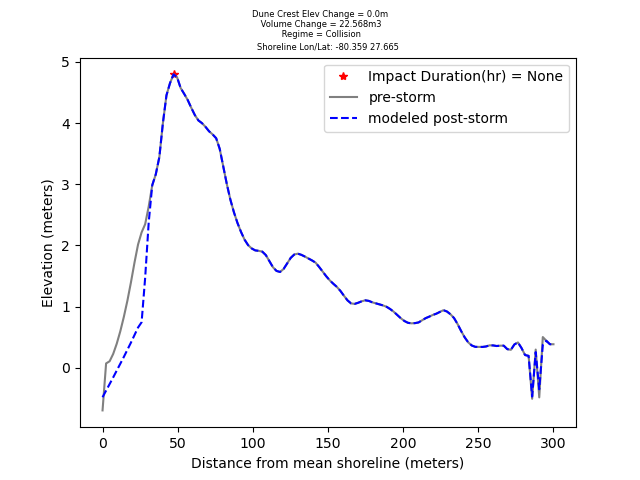 Dune Crest Elev Change = 0.0m
Volume Change = 22.568m3
Regime = Collision
Shoreline Lon/Lat: -80.359 27.665
Impact Duration(hr) = None
pre-storm
modeled post-storm
Elevation (meters)
5
4
3
2
1
0
0 50 100 150 200 250 300
Distance from mean shoreline (meters)